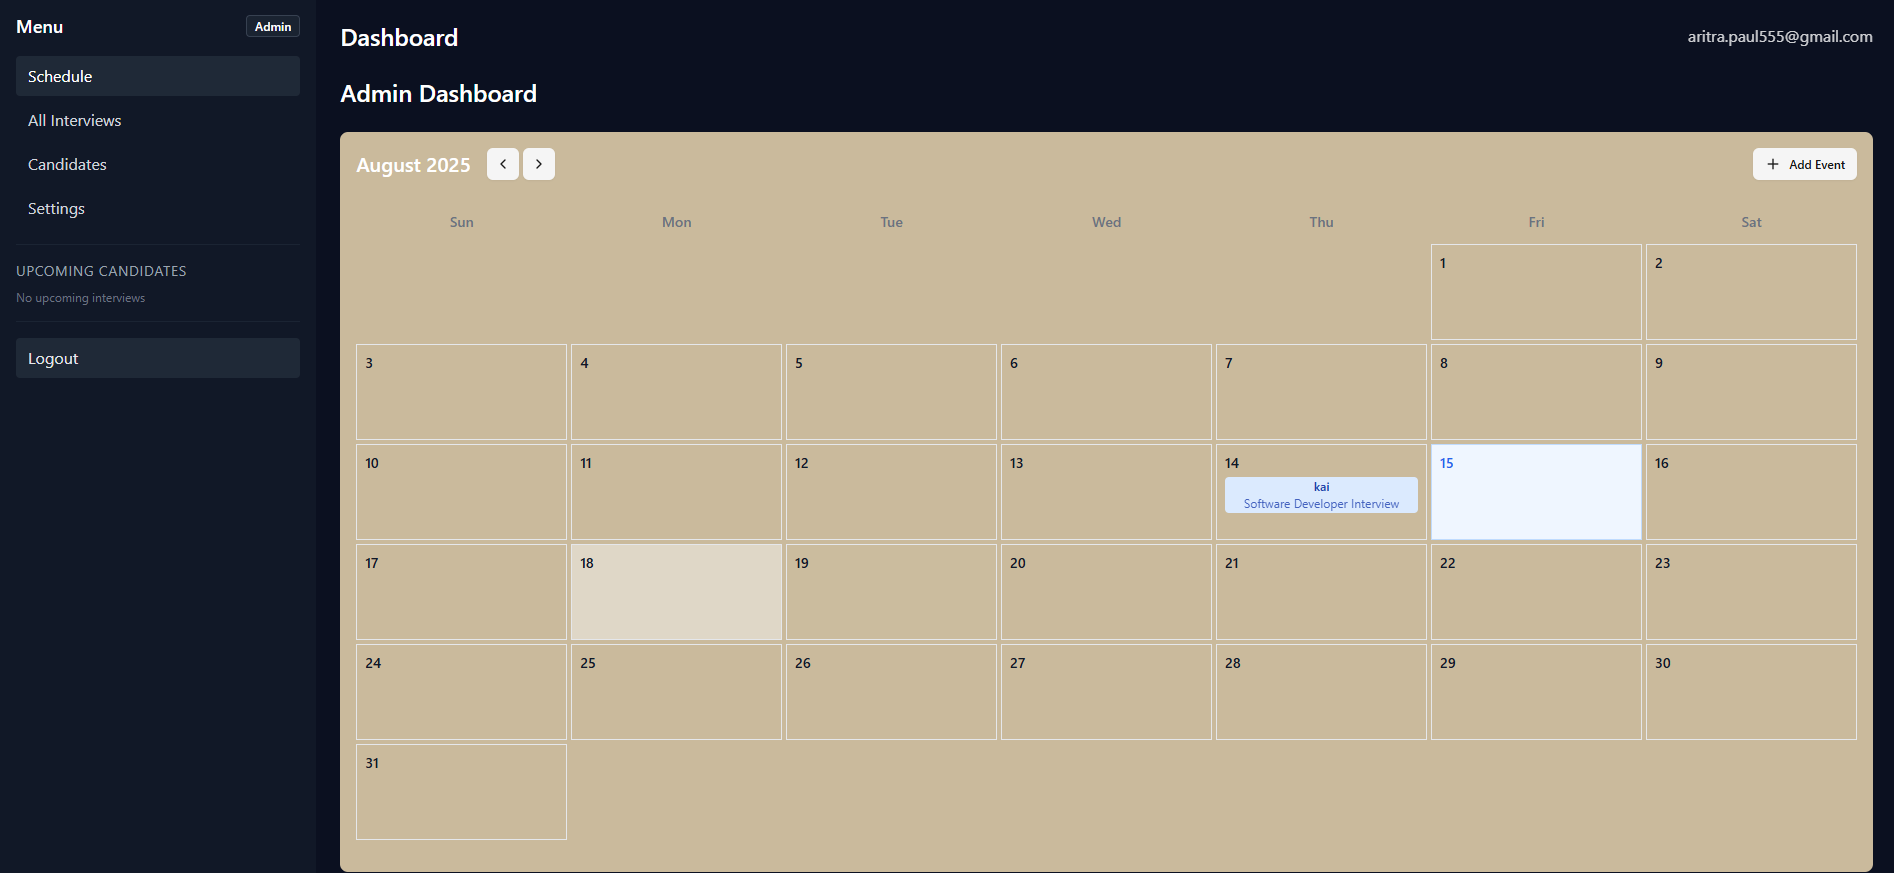 Menu
Admin
Schedule
All Interviews
Candidates
Settings
UPCOMING CANDIDATES
No upcoming interviews
Logout
Dashboard
aritra.paul555@gmail.com
Admin Dashboard
August 2025
Add Event
Sun Mon Tue Wed Thu Fri Sat
1 2
3 4 5 6 7 8 9
10 11 12 13 14 15 16
kai
Software Developer Interview
17 18 19 20 21 22 23
24 25 26 27 28 29 30
31